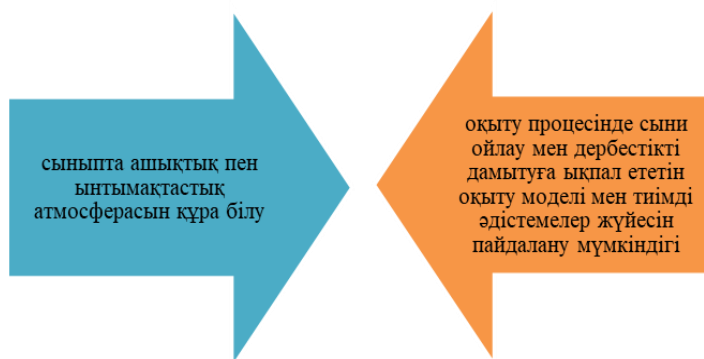 сыныпта ашықтық пен
ынтымақтастық
атмосферасын құра білу
оқыту процесінде сыни
ойлау мен дербестікті
дамытуға ықпал ететін
оқыту моделі мен тиімді
әдістемелер жүйесін
пайдалану мүмкіндігі